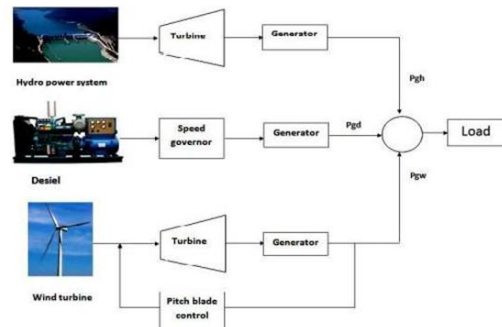 Turbine
Generator
Hydro power system
Pgh
Speed
governor
Generator
Pgd
Load
Desiel
Pgw
Turbine
Generator
Wind turbine
Pitch blade
control